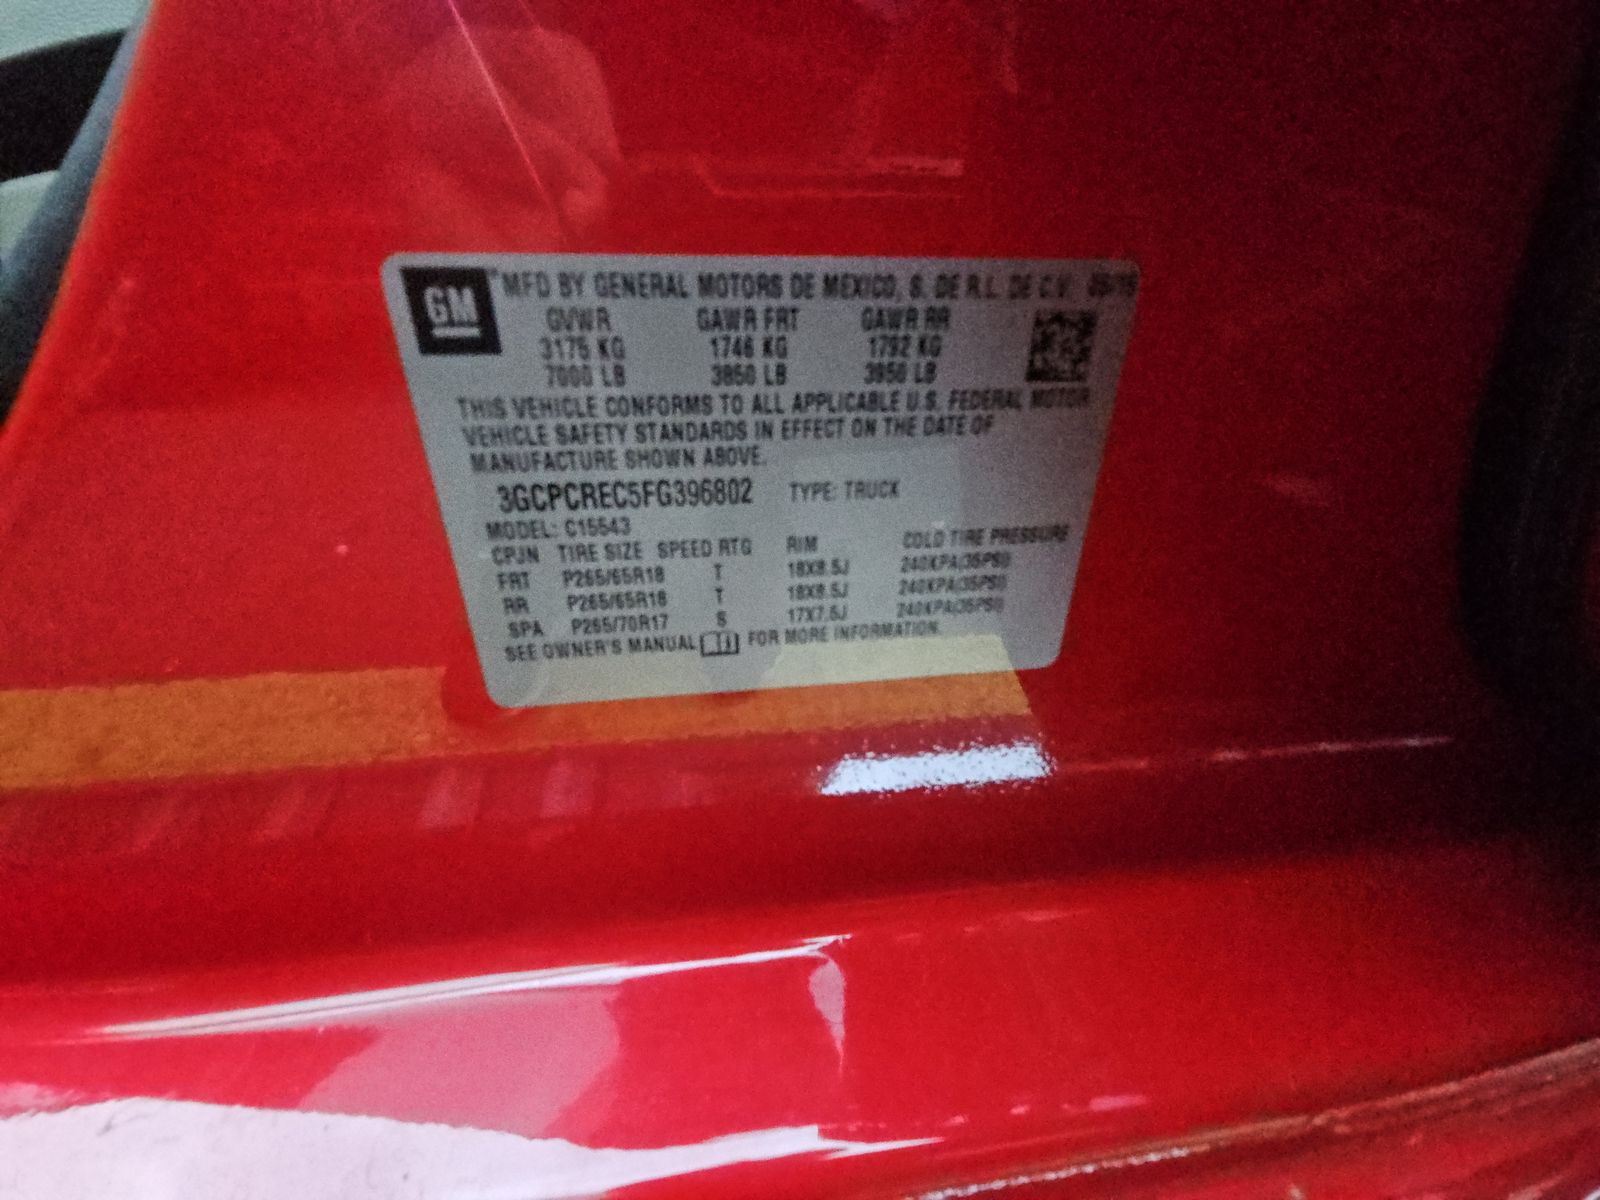 GM MFD BY GENERAL MOTORS DE MEXICO, S. DE R.L. DE C.V.
GVWR GAWR FRT GAWR RR
3175 KG 1746 KG 1792 KG
7000 LB 3850 LB 3950 LB
THIS VEHICLE CONFORMS TO ALL APPLICABLE U.S. FEDERAL MOTOR
VEHICLE SAFETY STANDARDS IN EFFECT ON THE DATE OF
MANUFACTURE SHOWN ABOVE.
3GCPCREC5FG396802 TYPE: TRUCK
MODEL: C15543
TIRE SIZE SPEED RTG RIM COLD TIRE PRESSURE
FRT P265/65R18 T 18X8.5J 240KPA(35PSI)
RR P265/65R18 T 18X8.5J 240KPA(35PSI)
SPA P265/70R17 S 17X7.5J 240KPA(35PSI)
SEE OWNER'S MANUAL FOR MORE INFORMATION.